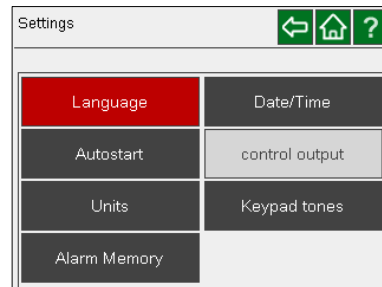 Settings
?
Language
Date/Time
Autostart
control output
Units
Keypad tones
Alarm Memory